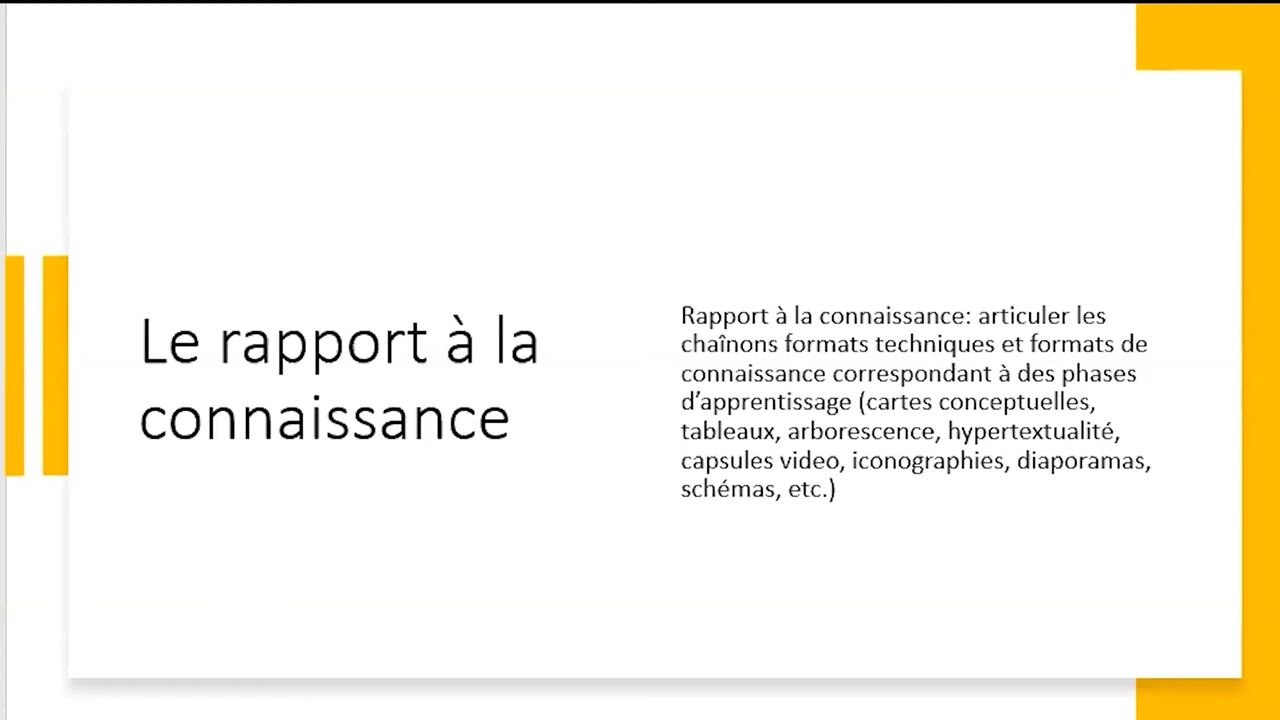 Le rapport à la
connaissance
Rapport à la connaissance: articuler les
chaînons formats techniques et formats de
connaissance correspondant à des phases
d’apprentissage (cartes conceptuelles,
tableaux, arborescence, hypertextualité,
capsules video, iconographies, diaporamas,
schémas, etc.)